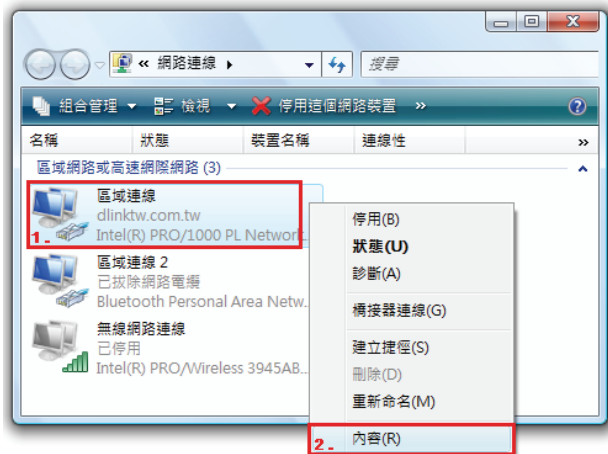 « 網路連線
搜尋
組合管理 檢視 停用這個網路裝置 » ?
名稱 狀態 裝置名稱 連線性 »
區域網路或高速網際網路 (3)
區域連線
dlinktw.com.tw
1. Intel(R) PRO/1000 PL Network
區域連線 2
已拔除網路電纜
Bluetooth Personal Area Netw...
無線網路連線
已停用
Intel(R) PRO/Wireless 3945AB...
停用(B)
狀態(U)
診斷(A)
橋接器連線(G)
建立捷徑(S)
刪除(D)
重新命名(M)
2. 內容(R)